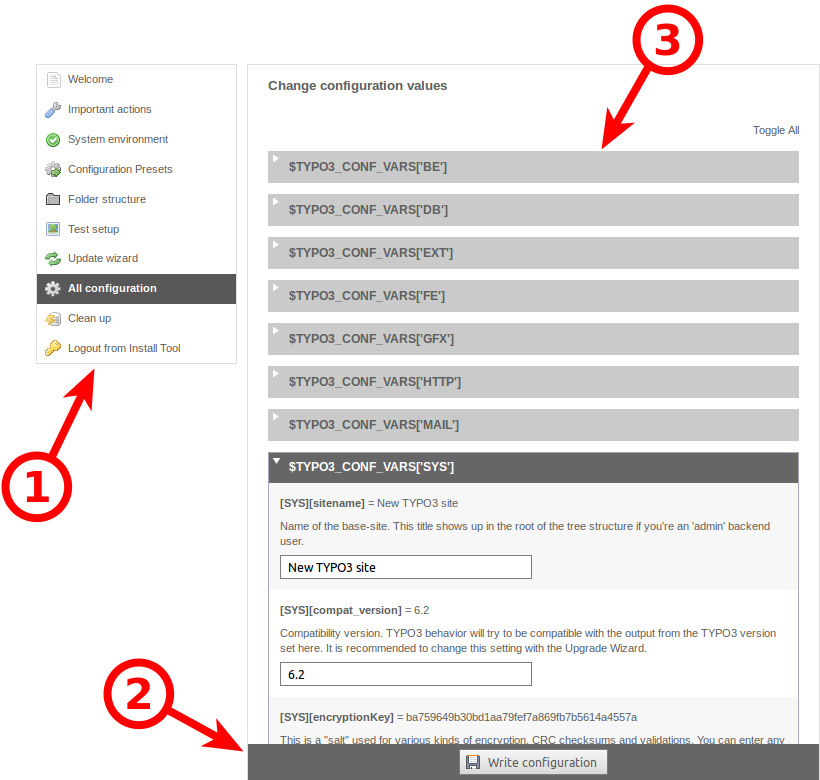 3
Welcome
Important actions
System environment
Configuration Presets
Folder structure
Test setup
Update wizard
All configuration
Clean up
Logout from Install Tool
1
2
Change configuration values
Toggle All
$TYPO3_CONF_VARS['BE']
$TYPO3_CONF_VARS['DB']
$TYPO3_CONF_VARS['EXT']
$TYPO3_CONF_VARS['FE']
$TYPO3_CONF_VARS['GFX']
$TYPO3_CONF_VARS['HTTP']
$TYPO3_CONF_VARS['MAIL']
$TYPO3_CONF_VARS['SYS']
[SYS][sitename] = New TYPO3 site
Name of the base-site. This title shows up in the root of the tree structure if you're an 'admin' backend
user.
New TYPO3 site
[SYS][compat_version] = 6.2
Compatibility version. TYPO3 behavior will try to be compatible with the output from the TYPO3 version
set here. It is recommended to change this setting with the Upgrade Wizard.
6.2
[SYS][encryptionKey] = ba759649b30bd1aa79fef7a869fb7b5614a4557a
This is a "salt" used for various kinds of encryption, CRC checksums and validations. You can enter any
Write configuration